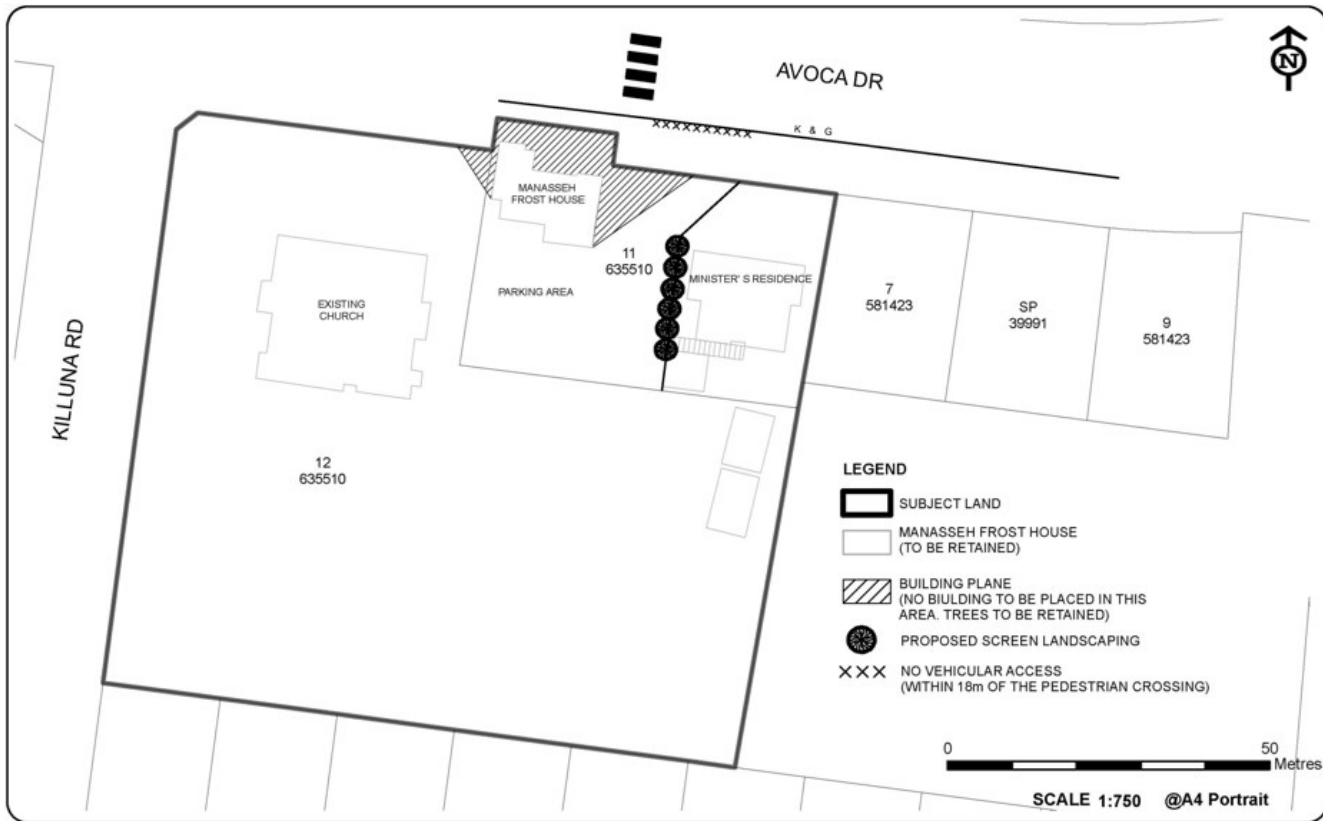 AVOCA DR
N
K & G
MANASSEH
FROST HOUSE
11
635510
MINISTER' S RESIDENCE
PARKING AREA
EXISTING
CHURCH
7
581423
SP
39991
9
581423
KILLUNA RD
12
635510
LEGEND
SUBJECT LAND
MANASSEH FROST HOUSE
(TO BE RETAINED)
BUILDING PLANE
(NO BIULDING TO BE PLACED IN THIS
AREA. TREES TO BE RETAINED)
PROPOSED SCREEN LANDSCAPING
XXX NO VEHICULAR ACCESS
(WITHIN 18m OF THE PEDESTRIAN CROSSING)
0 50
Metres
SCALE 1:750 @A4 Portrait